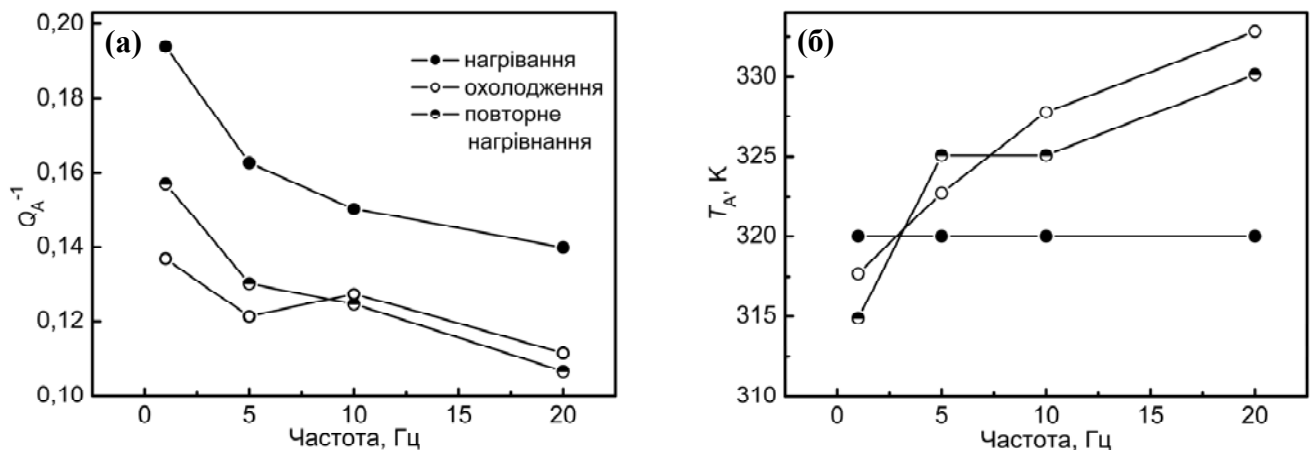 (а)
нагрівання
охолодження
повторне
нагрівнання
0,20
0,18
0,16
0,14
0,12
0,10
Q_A^-1
0 5 10 15 20
Частота, Гц
(б)
330
325
320
315
310
T_A, К
0 5 10 15 20
Частота, Гц